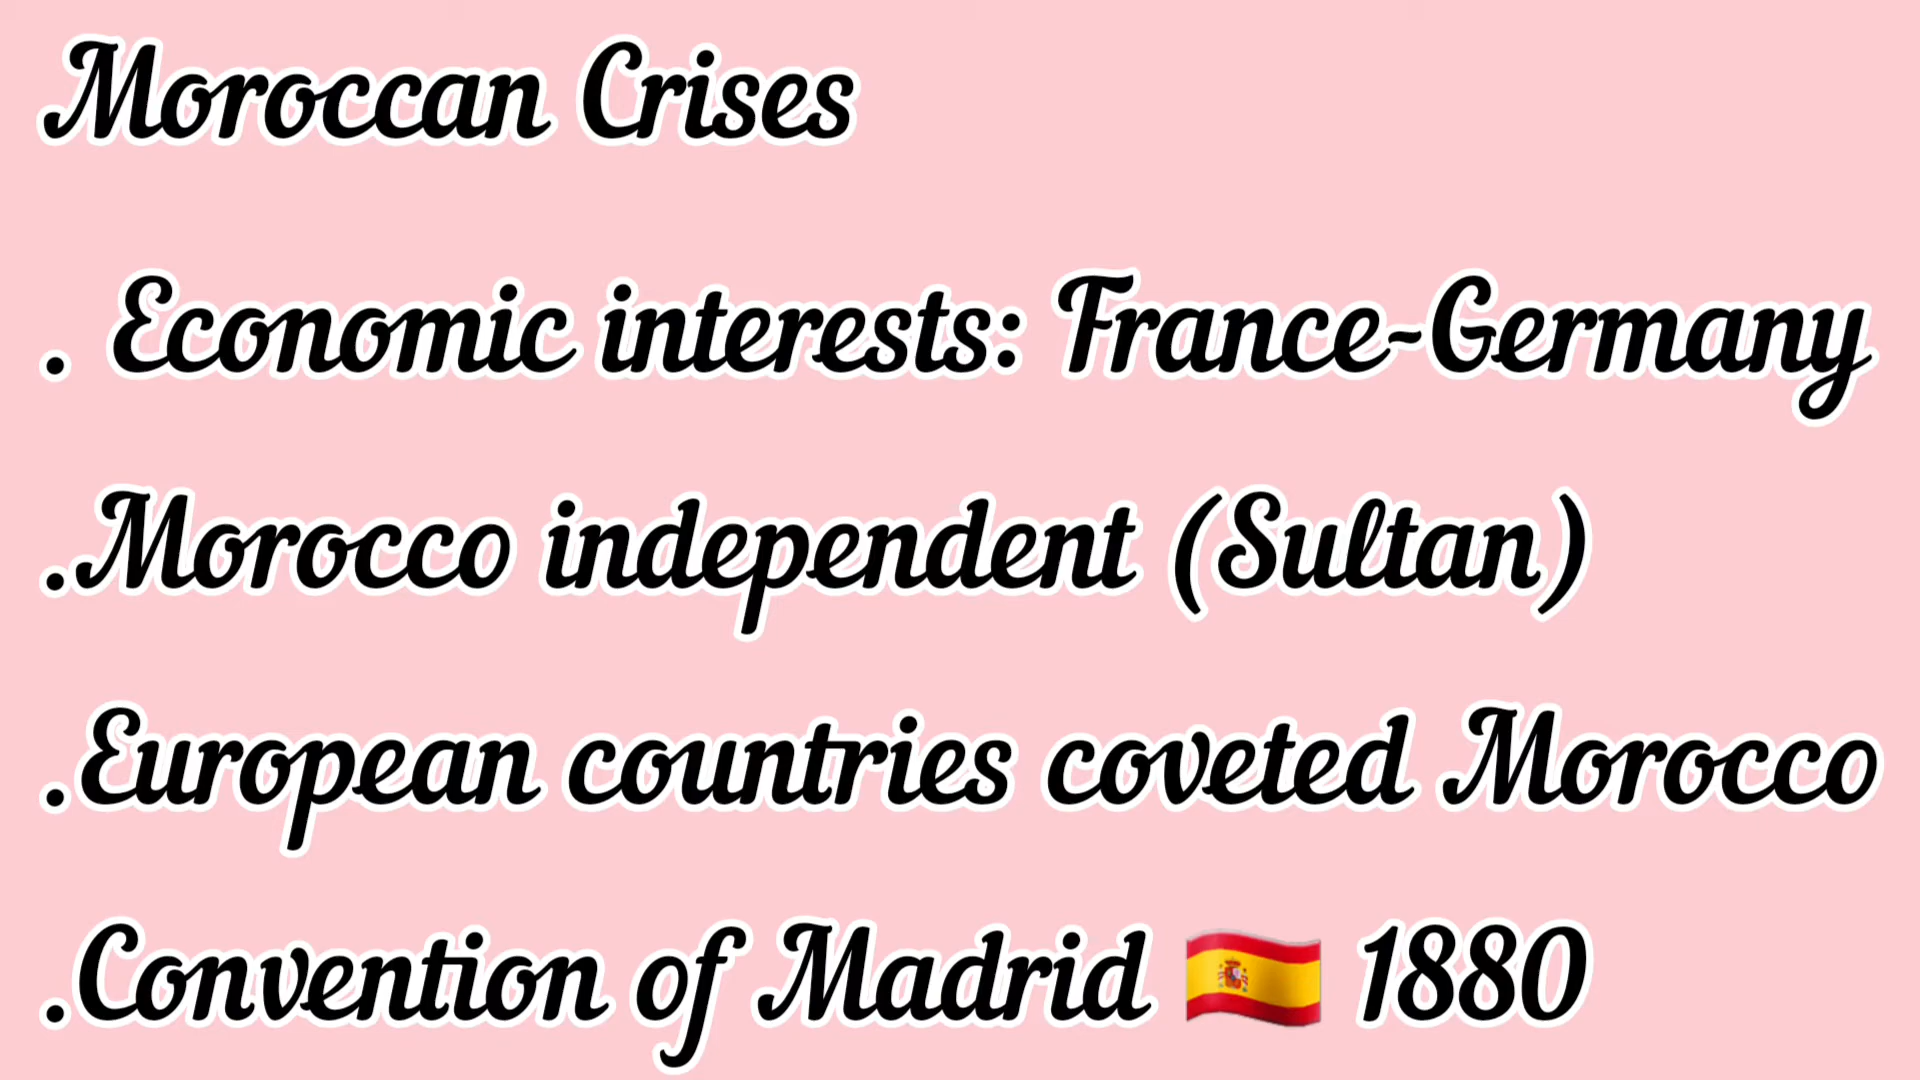 Moroccan Crises
. Economic interests: France-Germany
.Morocco independent (Sultan)
.European countries coveted Morocco
.Convention of Madrid 🇪🇸 1880